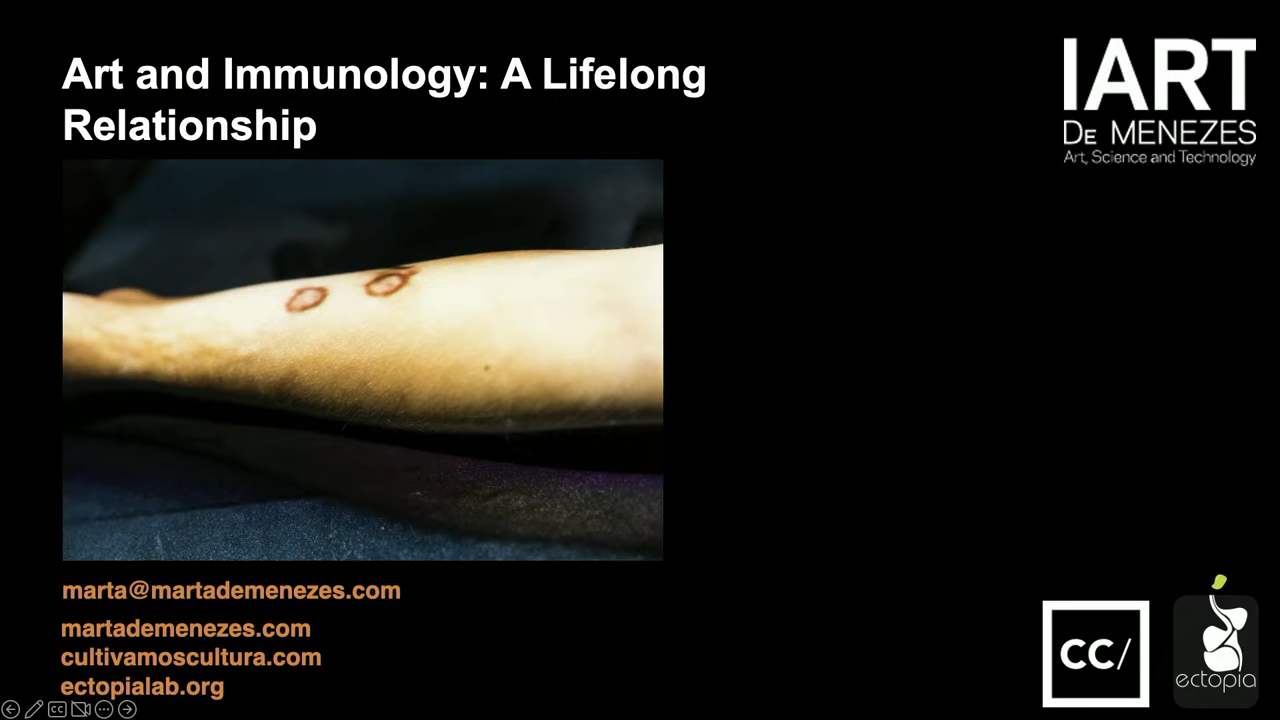 Art and Immunology: A Lifelong
Relationship
IART
DE MENEZES
Art, Science and Technology
marta@martademenezes.com
martademenezes.com
cultivamoscultura.com
ectopialab.org
CC/
ectopia
CC